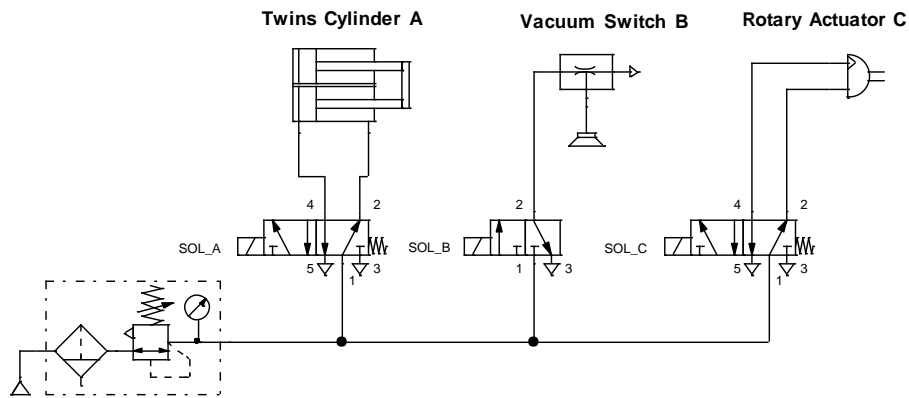 Twins Cylinder A
Vacuum Switch B
Rotary Actuator C
4 2
2
4 2
SOL_A
SOL_B
SOL_C
5 1 3
1 3
5 1 3